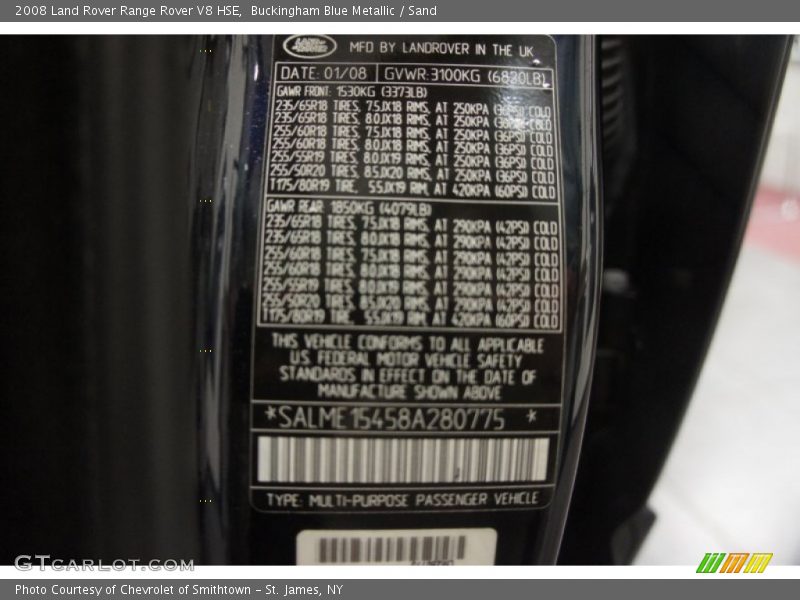 2008 Land Rover Range Rover V8 HSE, Buckingham Blue Metallic / Sand
LAND ROVER MFD BY LANDROVER IN THE UK
DATE: 01/08 GVWR:3100KG (6820LB)
GAWR FRONT: 1530KG (3373LB)
235/65R18 TIRES, 7.5JX18 RIMS, AT 250KPA (36PSI) COLD
235/65R18 TIRES, 8.0JX18 RIMS, AT 250KPA (36PSI) COLD
255/60R18 TIRES, 7.5JX18 RIMS, AT 250KPA (36PSI) COLD
255/60R18 TIRES, 8.0JX18 RIMS, AT 250KPA (36PSI) COLD
255/55R19 TIRES, 8.0JX19 RIMS, AT 250KPA (36PSI) COLD
255/50R20 TIRES, 8.5JX20 RIMS, AT 250KPA (36PSI) COLD
T175/80R19 TIRE, 5.5JX19 RIM, AT 420KPA (60PSI) COLD
GAWR REAR: 1850KG (4079LB)
235/65R18 TIRES, 7.5JX18 RIMS, AT 290KPA (42PSI) COLD
235/65R18 TIRES, 8.0JX18 RIMS, AT 290KPA (42PSI) COLD
255/60R18 TIRES, 7.5JX18 RIMS, AT 290KPA (42PSI) COLD
255/60R18 TIRES, 8.0JX18 RIMS, AT 290KPA (42PSI) COLD
255/55R19 TIRES, 8.0JX19 RIMS, AT 290KPA (42PSI) COLD
255/50R20 TIRES, 8.5JX20 RIMS, AT 290KPA (42PSI) COLD
T175/80R19 TIRE, 5.5JX19 RIM, AT 420KPA (60PSI) COLD
THIS VEHICLE CONFORMS TO ALL APPLICABLE
U.S. FEDERAL MOTOR VEHICLE SAFETY
STANDARDS IN EFFECT ON THE DATE OF
MANUFACTURE SHOWN ABOVE
*SALME15458A280775 *
TYPE: MULTI-PURPOSE PASSENGER VEHICLE
GTCARLOT.COM
Photo Courtesy of Chevrolet of Smithtown - St. James, NY